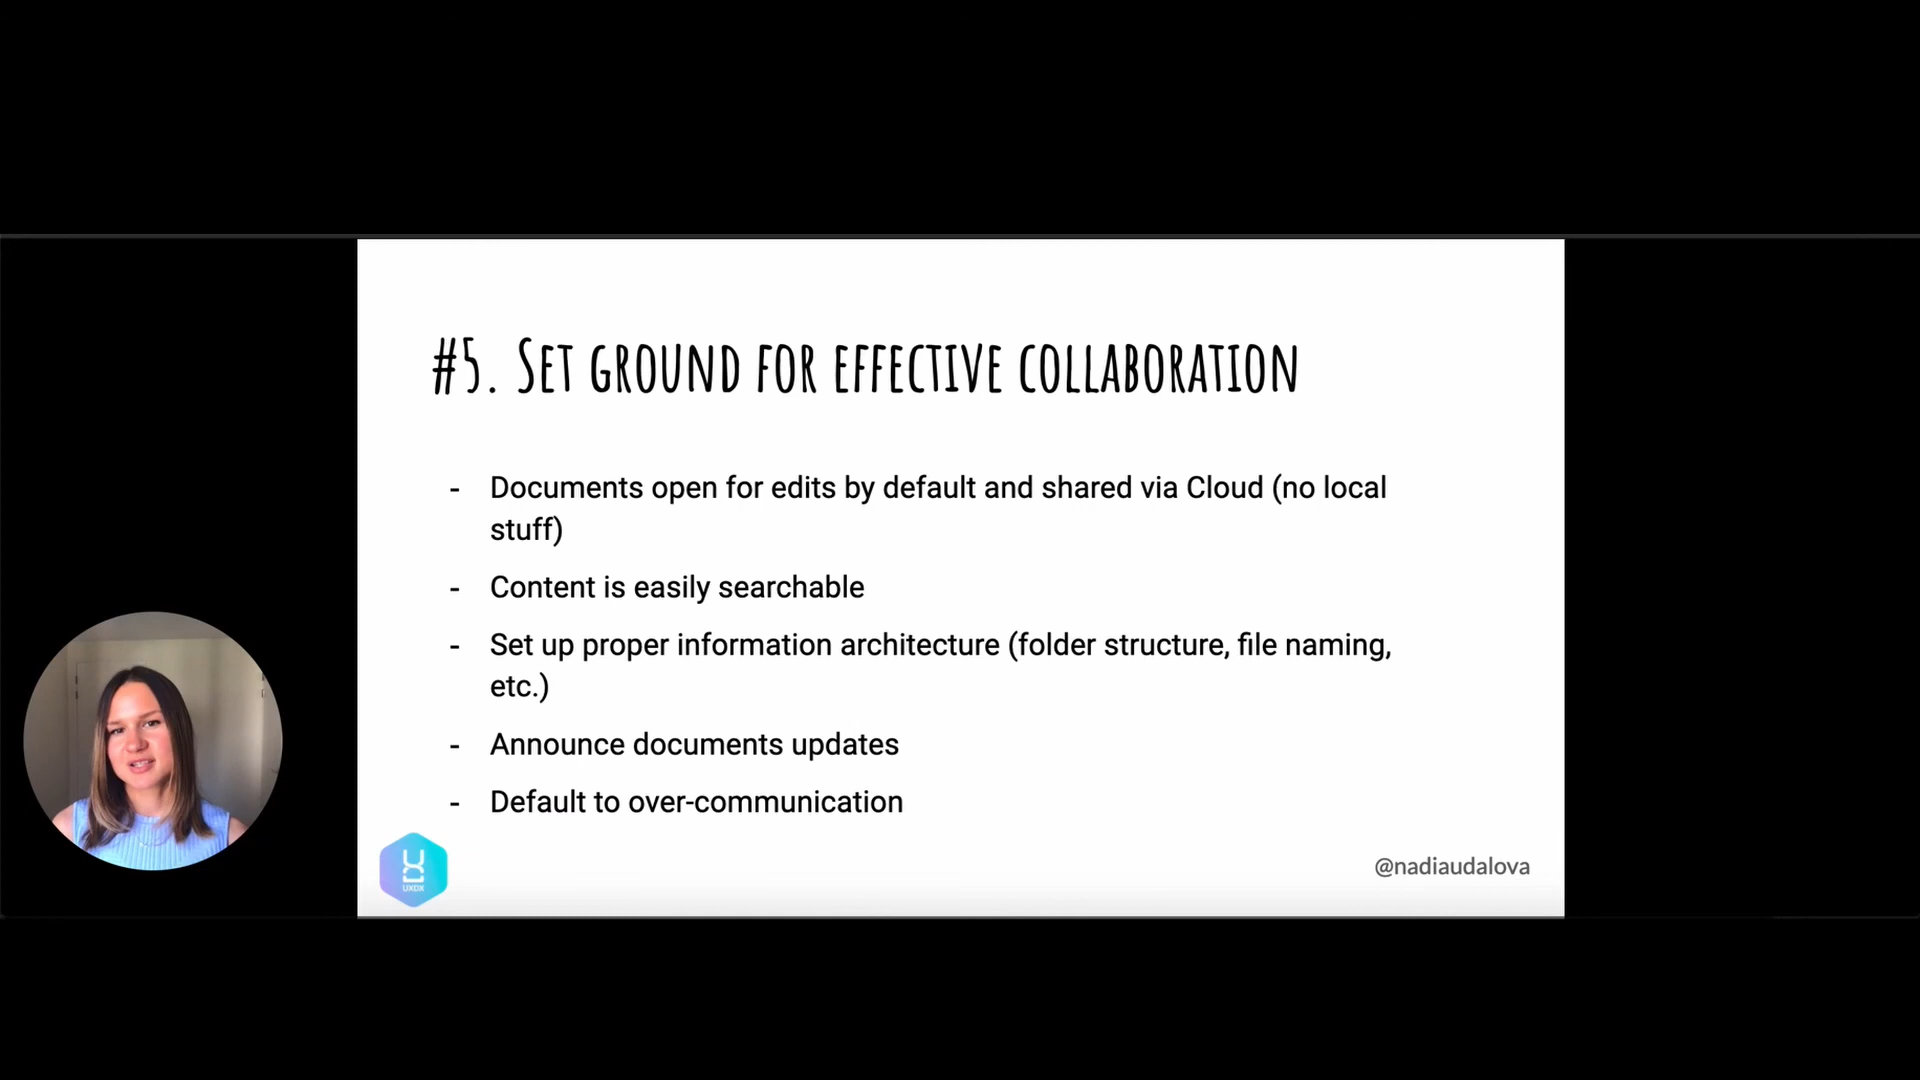 #5. Set ground for effective collaboration
- Documents open for edits by default and shared via Cloud (no local
stuff)
- Content is easily searchable
- Set up proper information architecture (folder structure, file naming,
etc.)
- Announce documents updates
- Default to over-communication
UXDX
@nadiaudalova